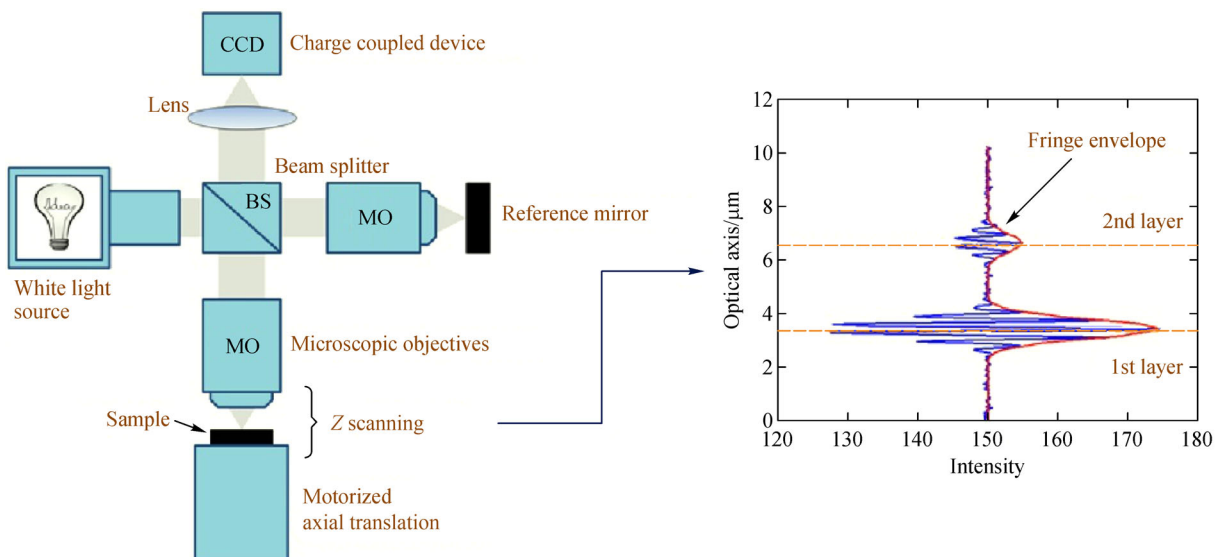 CCD
Charge coupled device
Lens
Beam splitter
BS
MO
Reference mirror
White light
source
MO
Microscopic objectives
Sample
Z scanning
Motorized
axial translation
12
10
8
6
4
2
0
Optical axis/μm
Fringe envelope
2nd layer
1st layer
120
130
140
150
160
170
180
Intensity